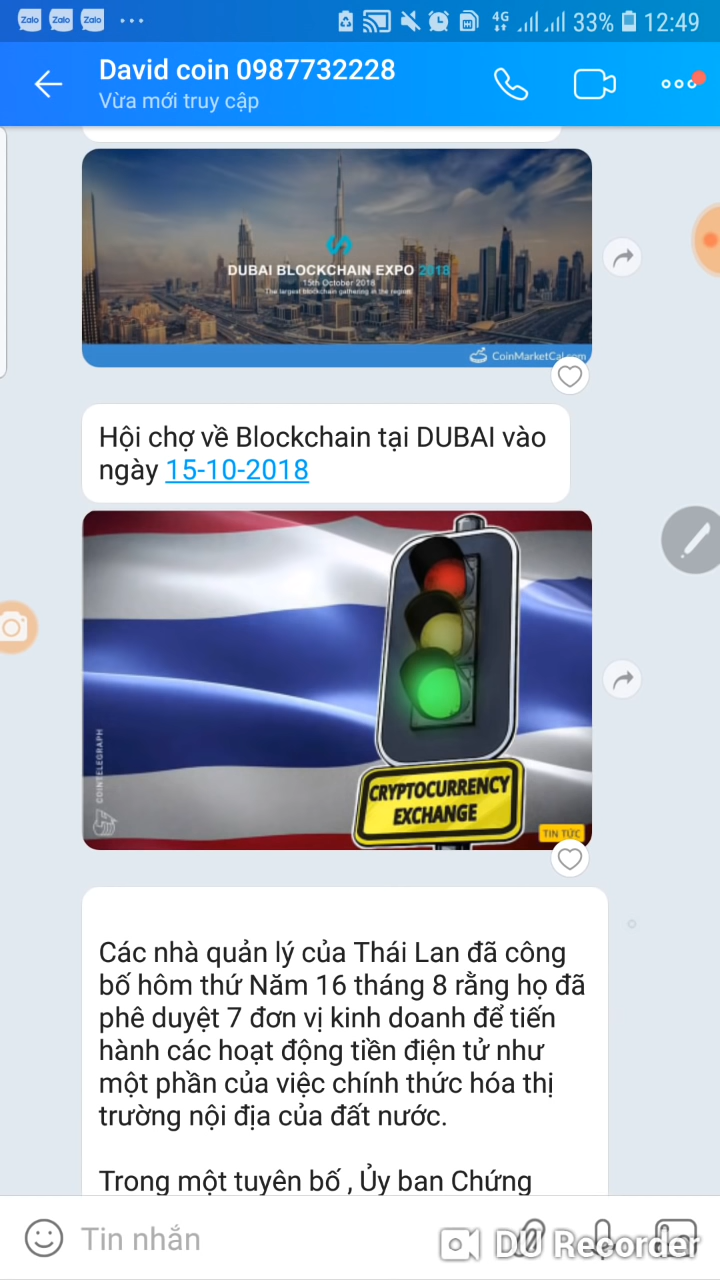 Zalo Zalo Zalo 4G 33% 12:49
David coin 0987732228
Vừa mới truy cập
DUBAI BLOCKCHAIN EXPO 2018
15th October 2018
The largest blockchain gathering in the region
CoinMarketCal.com
Hội chợ về Blockchain tại DUBAI vào
ngày 15-10-2018
COINTELEGRAPH
CRYPTOCURRENCY
EXCHANGE
TIN TỨC
Các nhà quản lý của Thái Lan đã công
bố hôm thứ Năm 16 tháng 8 rằng họ đã
phê duyệt 7 đơn vị kinh doanh để tiến
hành các hoạt động tiền điện tử như
một phần của việc chính thức hóa thị
trường nội địa của đất nước.
Trong một tuyên bố , Ủy ban Chứng
Tin nhắn
DU Recorder